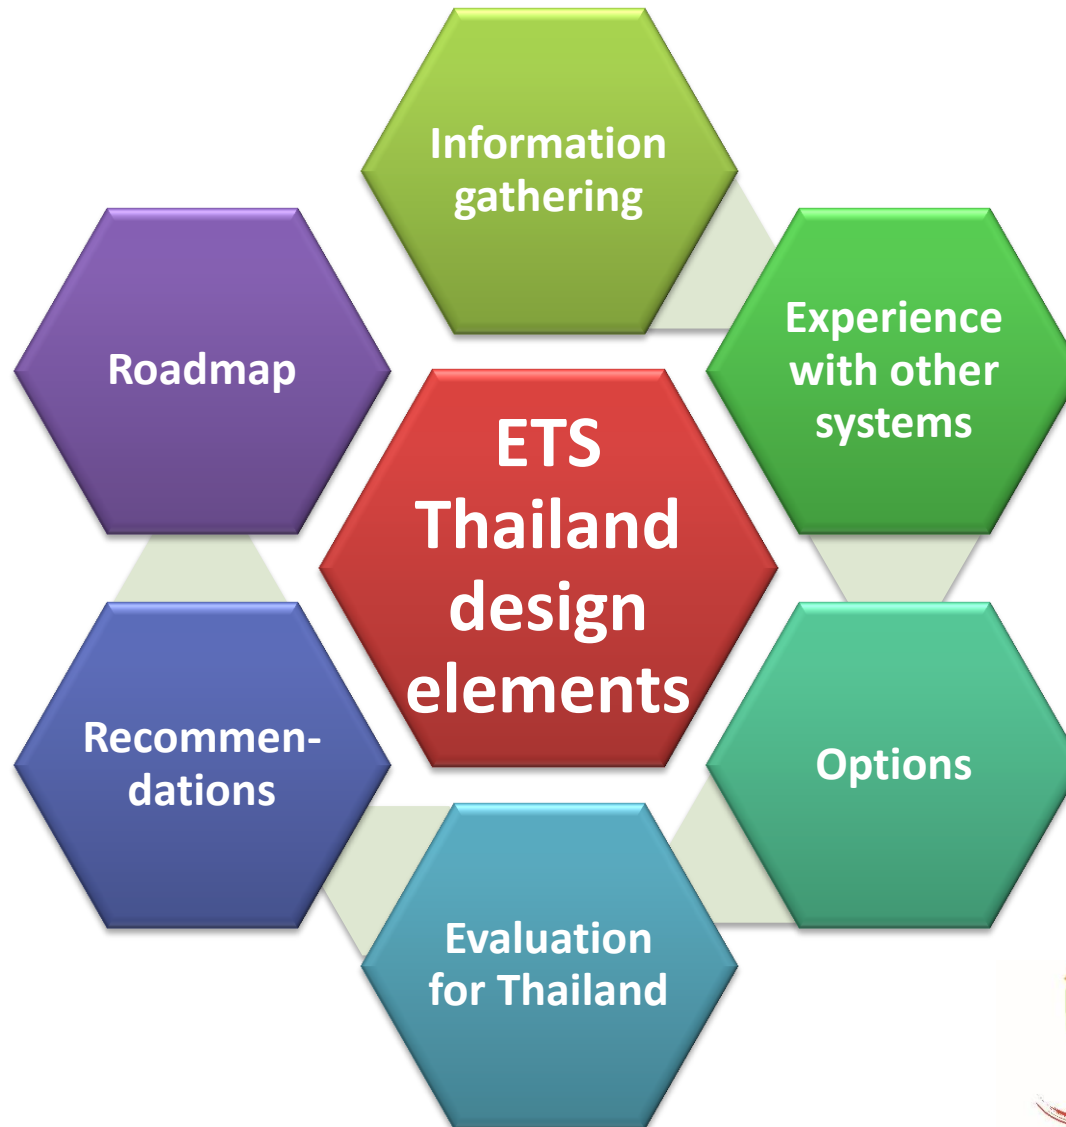 Information
gathering
Experience
with other
systems
Roadmap
ETS
Thailand
design
elements
Options
Recommen-
dations
Evaluation
for Thailand